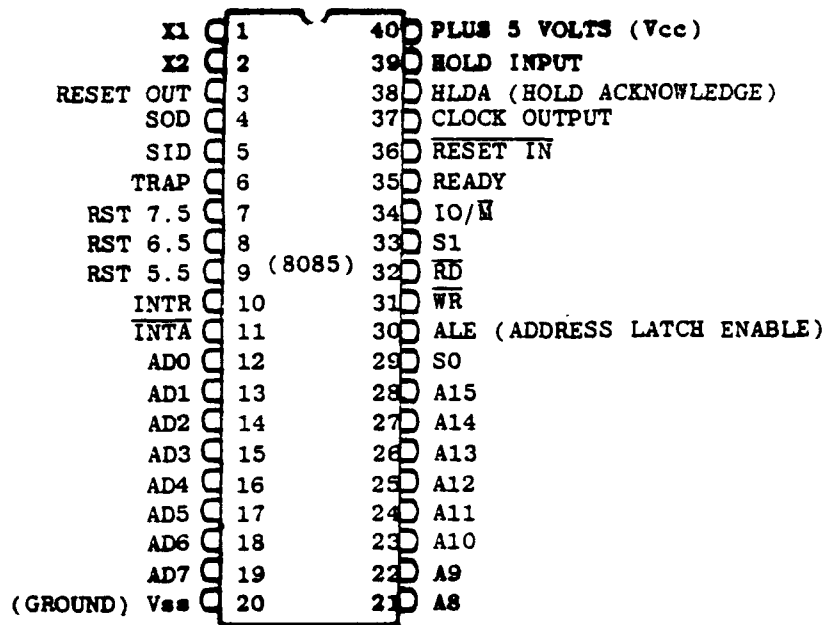 X1 1 40 PLUS 5 VOLTS (Vcc)
X2 2 39 HOLD INPUT
RESET OUT 3 38 HLDA (HOLD ACKNOWLEDGE)
SOD 4 37 CLOCK OUTPUT
SID 5 36 RESET IN
TRAP 6 35 READY
RST 7.5 7 34 IO/M
RST 6.5 8 33 S1
RST 5.5 9 (8085) 32 RD
INTR 10 31 WR
INTA 11 30 ALE (ADDRESS LATCH ENABLE)
AD0 12 29 S0
AD1 13 28 A15
AD2 14 27 A14
AD3 15 26 A13
AD4 16 25 A12
AD5 17 24 A11
AD6 18 23 A10
AD7 19 22 A9
(GROUND) Vss 20 21 A8